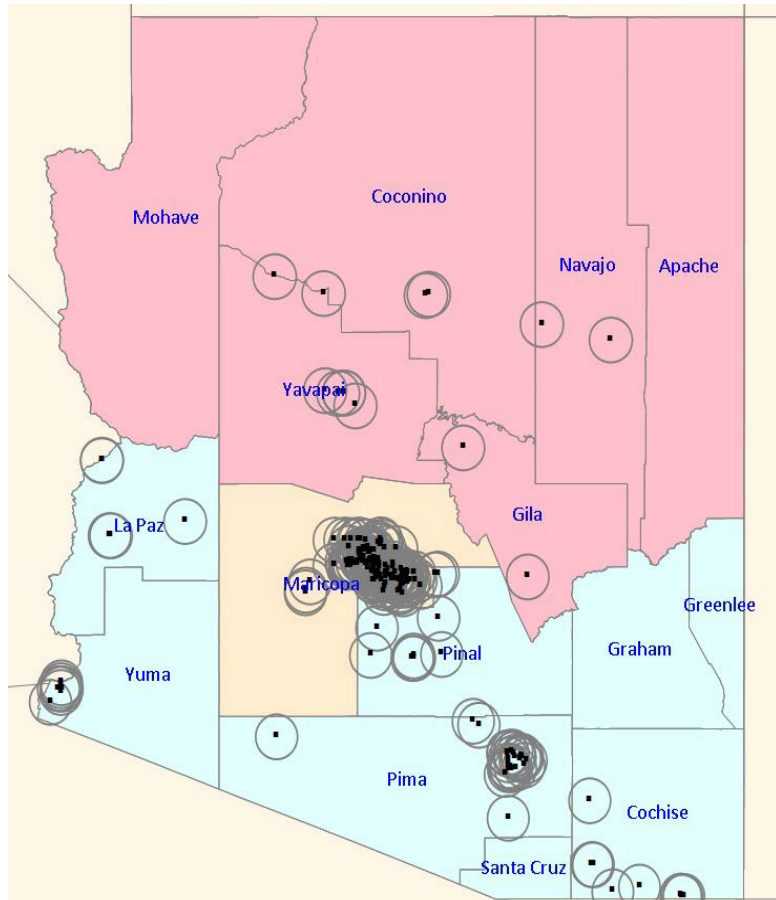 Coconino
Mohave
Navajo
Apache
Yavapai
La Paz
Gila
Maricopa
Greenlee
Graham
Pinal
Yuma
Pima
Cochise
Santa Cruz